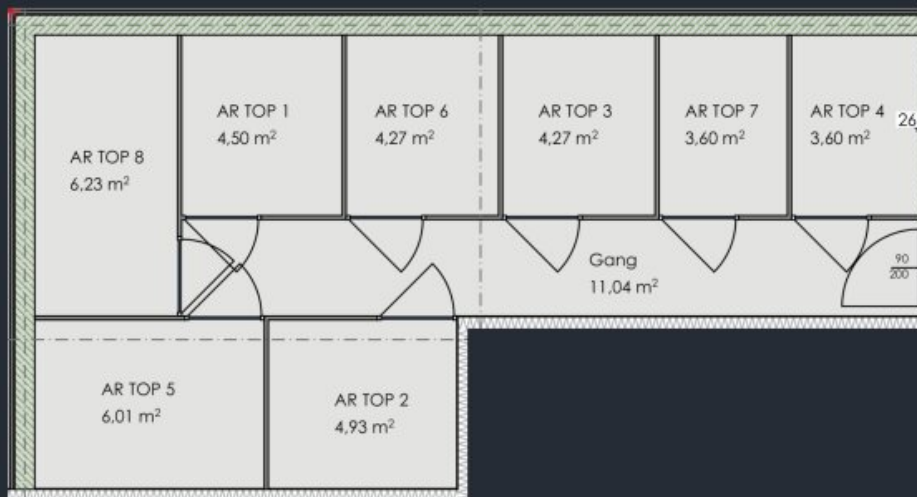 AR TOP 1
4,50 m²
AR TOP 6
4,27 m²
AR TOP 3
4,27 m²
AR TOP 7
3,60 m²
AR TOP 4
3,60 m²
26
AR TOP 8
6,23 m²
Gang
11,04 m²
90
200
AR TOP 5
6,01 m²
AR TOP 2
4,93 m²